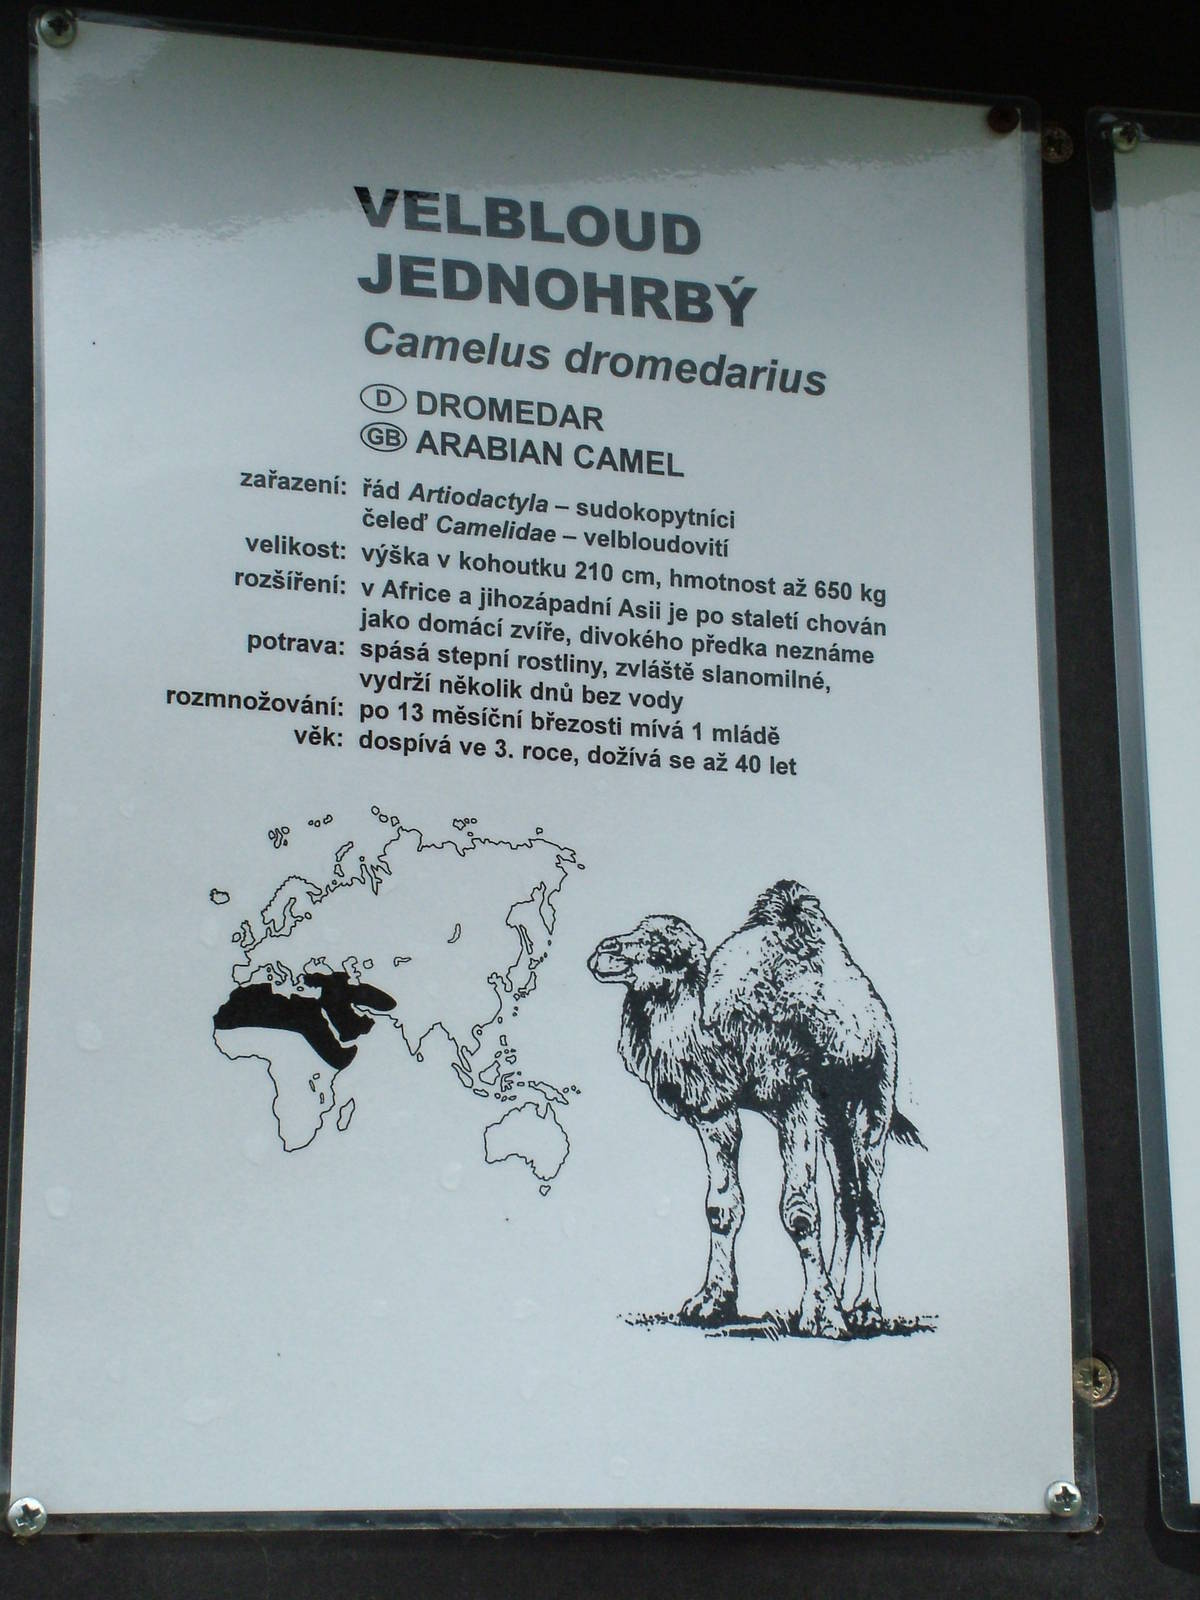 VELBLOUD
JEDNOHRBÝ
Camelus dromedarius
D DROMEDAR
GB ARABIAN CAMEL
zařazení: řád Artiodactyla – sudokopytníci
čeleď Camelidae – velbloudovití
velikost: výška v kohoutku 210 cm, hmotnost až 650 kg
rozšíření: v Africe a jihozápadní Asii je po staletí chován
jako domácí zvíře, divokého předka neznáme
potrava: spásá stepní rostliny, zvláště slanomilné,
vydrží několik dnů bez vody
rozmnožování: po 13 měsíční březosti mívá 1 mládě
věk: dospívá ve 3. roce, dožívá se až 40 let